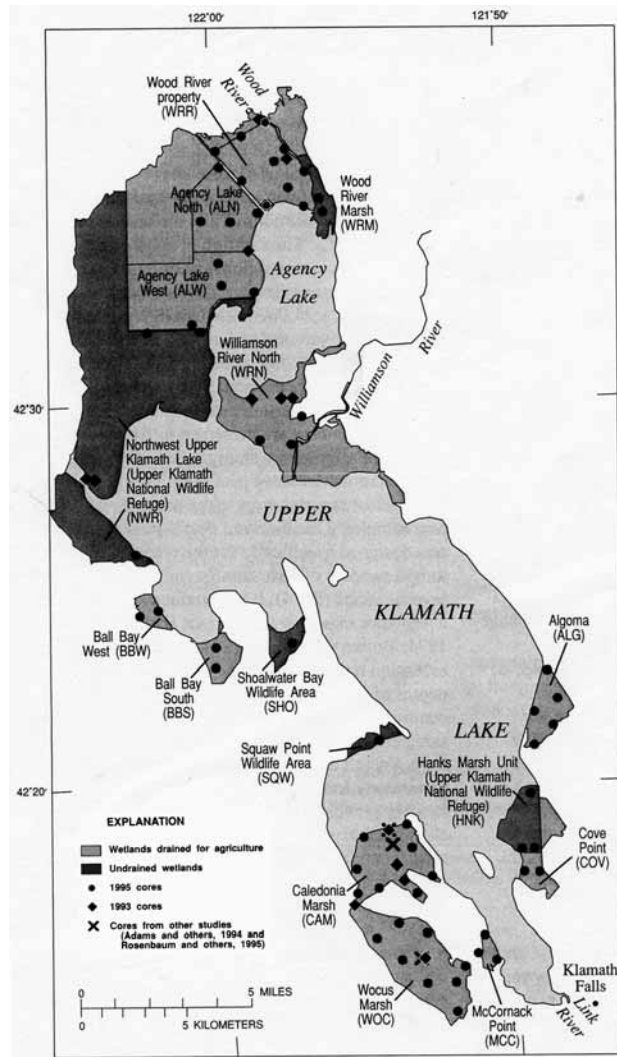 122°00'
121°50'
Wood River
property
(WRR)
Wood
River
Agency Lake
North (ALN)
Wood
River
Marsh
(WRM)
Agency Lake
West (ALW)
Agency
Lake
Williamson
River North
(WRN)
Williamson
River
42°30'
Northwest Upper
Klamath Lake
(Upper Klamath
National Wildlife
Refuge)
(NWR)
UPPER
KLAMATH
LAKE
Ball Bay
West (BBW)
Ball Bay
South (BBS)
Shoalwater Bay
Wildlife Area
(SHO)
Algoma
(ALG)
Squaw Point
Wildlife Area
(SQW)
Hanks Marsh Unit
(Upper Klamath
National Wildlife
Refuge)
(HNK)
42°20'
Cove
Point
(COV)
EXPLANATION
Wetlands drained for agriculture
Undrained wetlands
1995 cores
1993 cores
Cores from other studies
(Adams and others, 1994 and
Rosenbaum and others, 1995)
Caledonia
Marsh
(CAM)
Wocus
Marsh
(WOC)
McCornack
Point
(MCC)
Klamath
Falls
Link
River
0 5 MILES
0 5 KILOMETERS